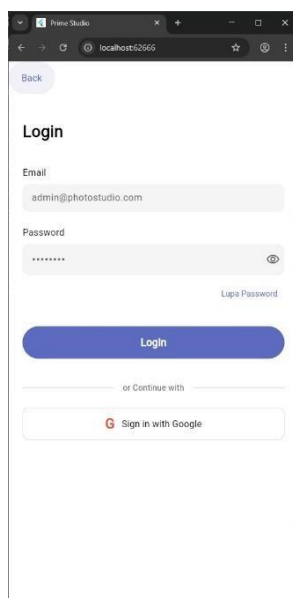 Prime Studio
localhost:62666
Back
Login
Email
admin@photostudio.com
Password
••••••••
Lupa Password
Login
or Continue with
G Sign in with Google